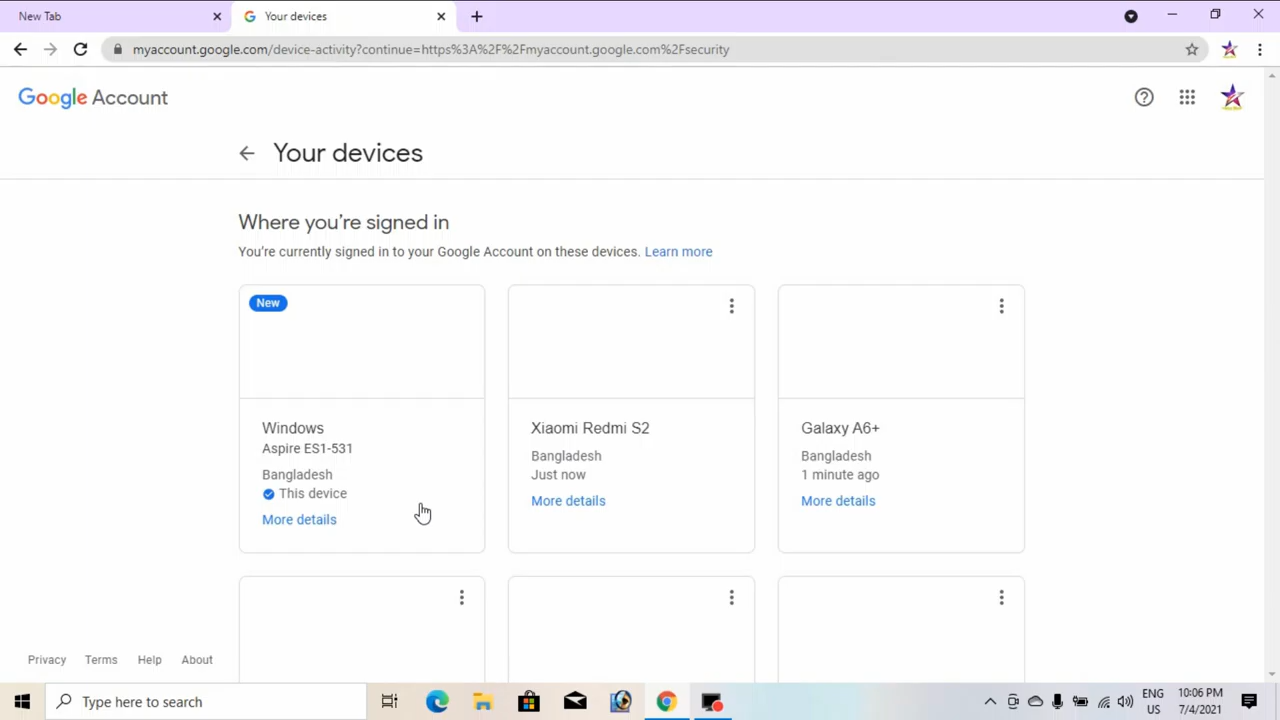 New Tab
Your devices
myaccount.google.com/device-activity?continue=https%3A%2F%2Fmyaccount.google.com%2Fsecurity
Google Account
Your devices
Where you're signed in
You're currently signed in to your Google Account on these devices. Learn more
New
Windows
Aspire ES1-531
Bangladesh
This device
More details
Xiaomi Redmi S2
Bangladesh
Just now
More details
Galaxy A6+
Bangladesh
1 minute ago
More details
Privacy Terms Help About
Type here to search
ENG
US
10:06 PM
7/4/2021